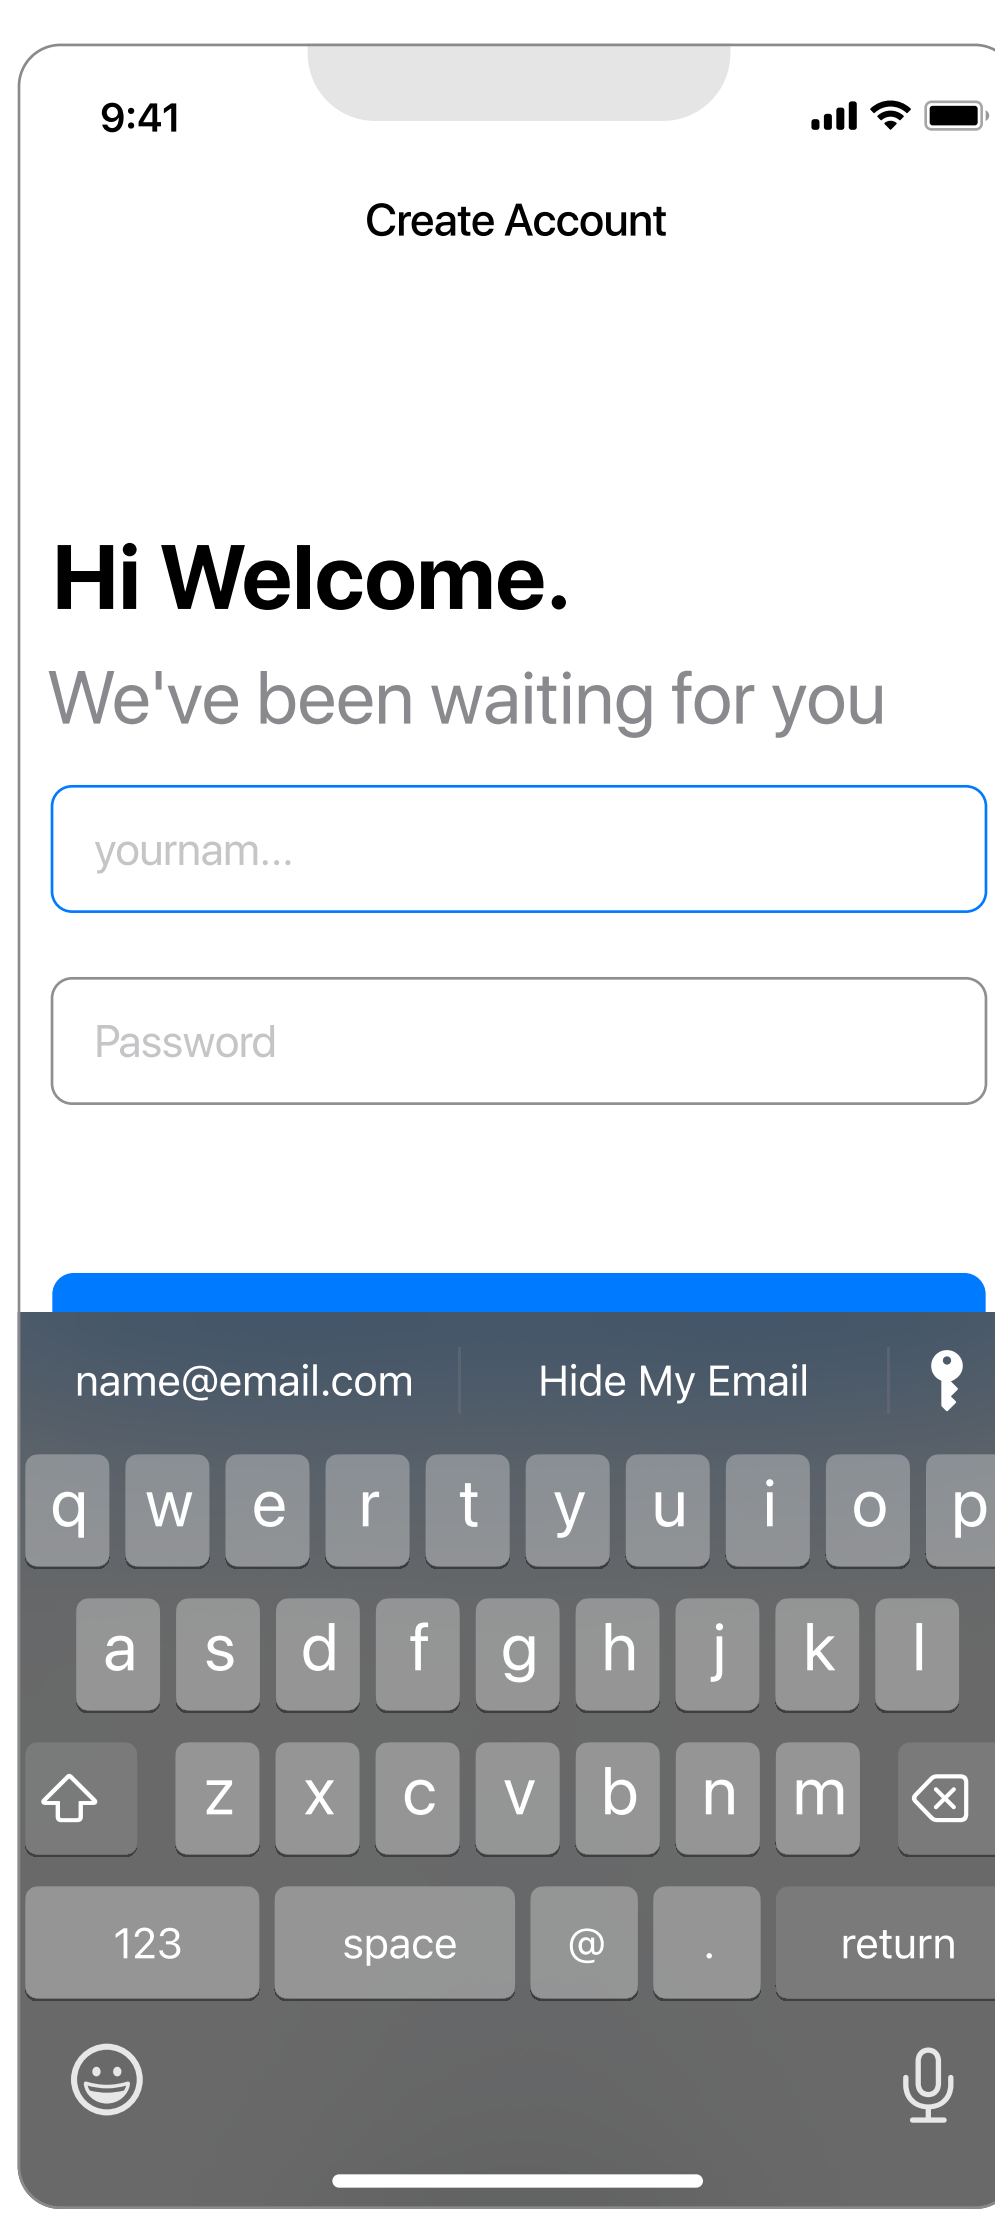 9:41
Create Account
Hi Welcome.
We've been waiting for you
yournam...
Password
name@email.com Hide My Email
q w e r t y u i o p
a s d f g h j k l
z x c v b n m
123 space @ . return